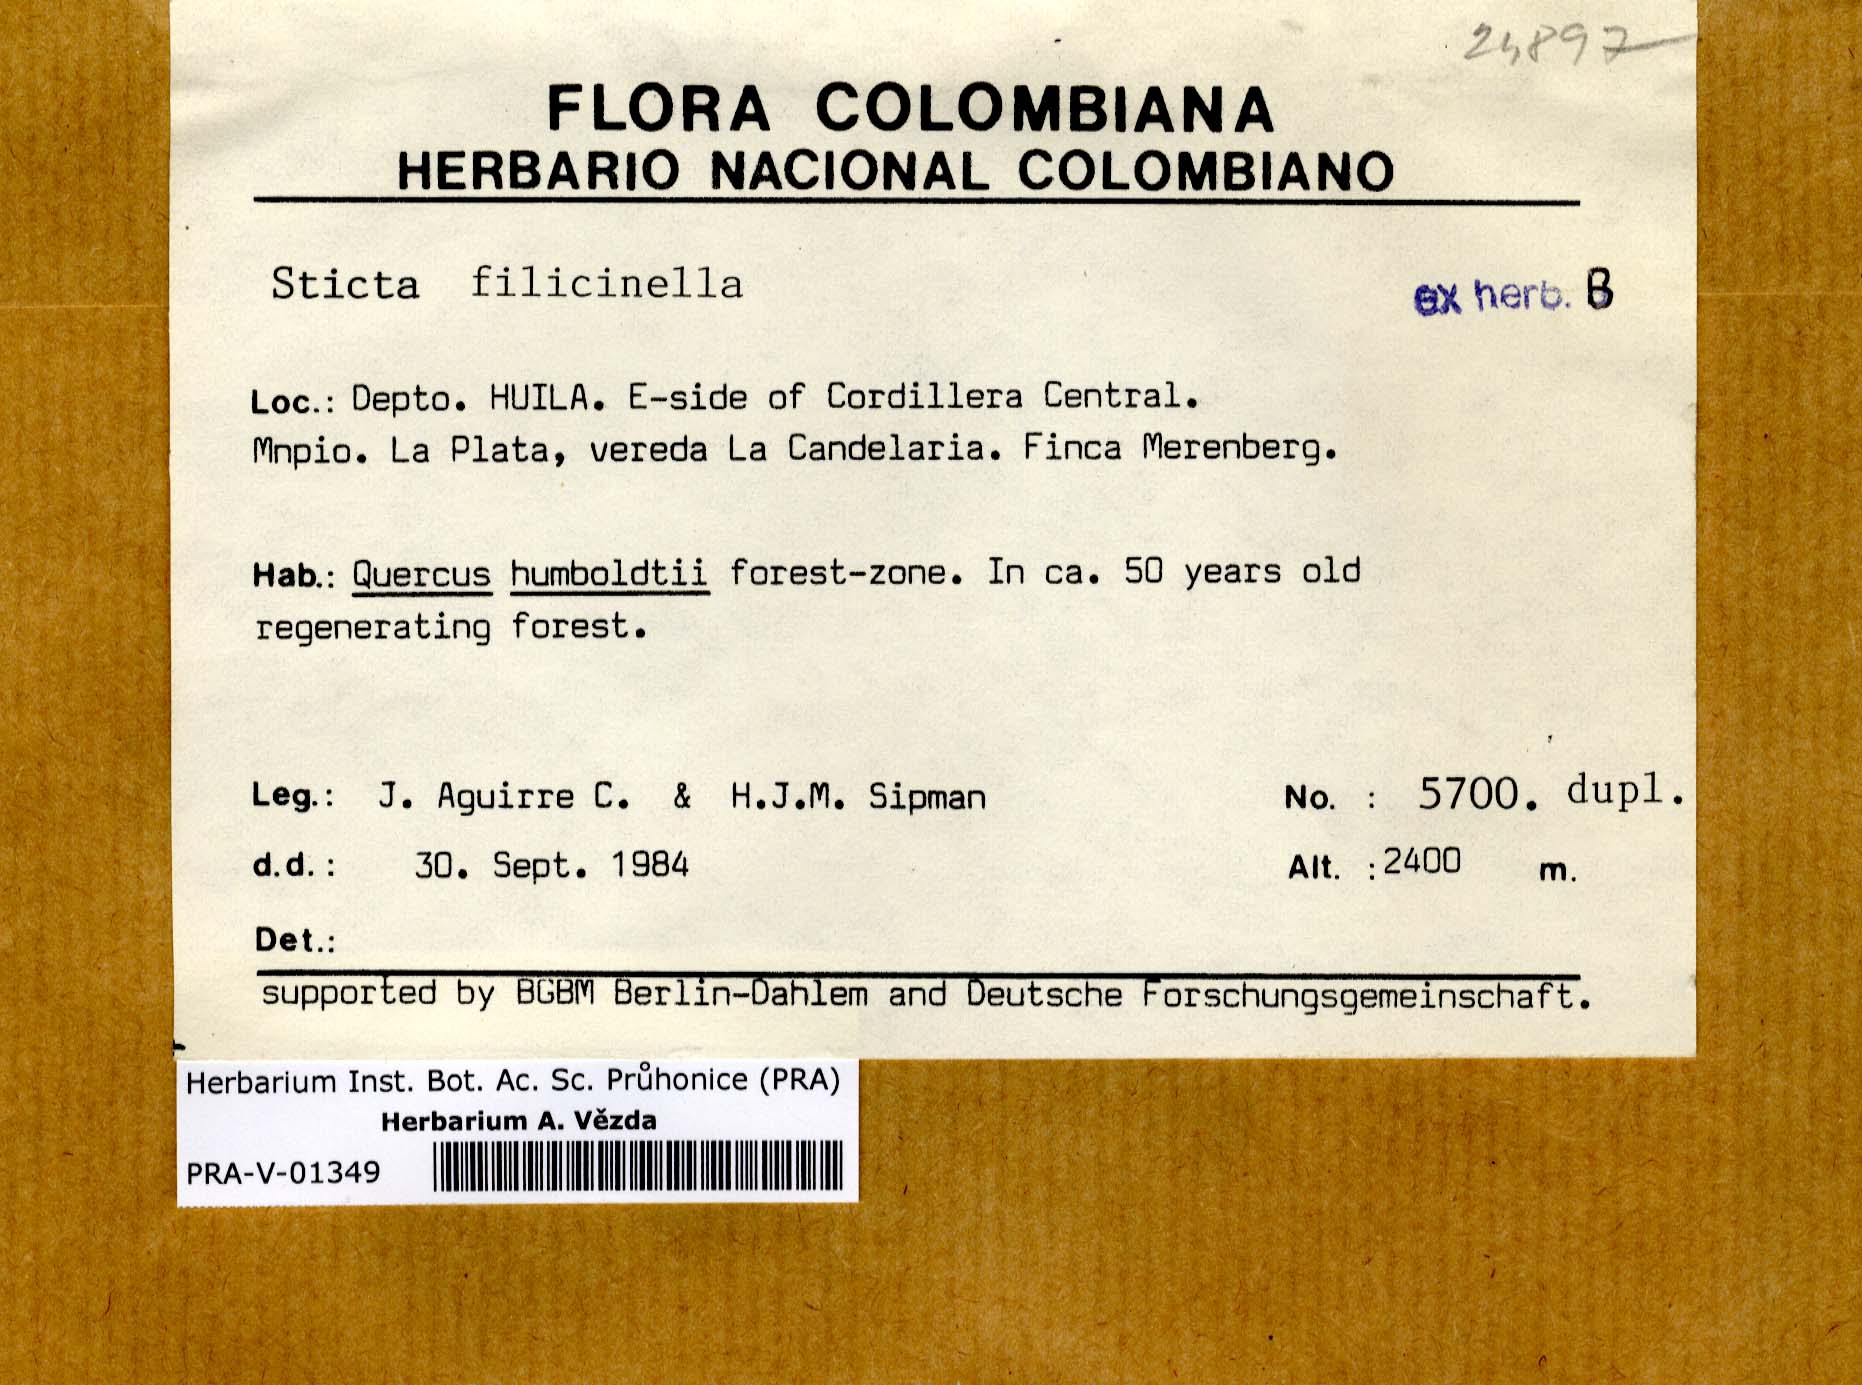 24897
FLORA COLOMBIANA
HERBARIO NACIONAL COLOMBIANO
Sticta filicinella
ex herb. B
Loc.: Depto. HUILA. E-side of Cordillera Central.
Mnpio. La Plata, vereda La Candelaria. Finca Merenberg.
Hab.: Quercus humboldtii forest-zone. In ca. 50 years old
regenerating forest.
Leg.: J. Aguirre C. & H.J.M. Sipman No. : 5700. dupl.
d.d.: 30. Sept. 1984 Alt. : 2400 m.
Det.:
supported by BGBM Berlin-Dahlem and Deutsche Forschungsgemeinschaft.
Herbarium Inst. Bot. Ac. Sc. Průhonice (PRA)
Herbarium A. Vězda
PRA-V-01349